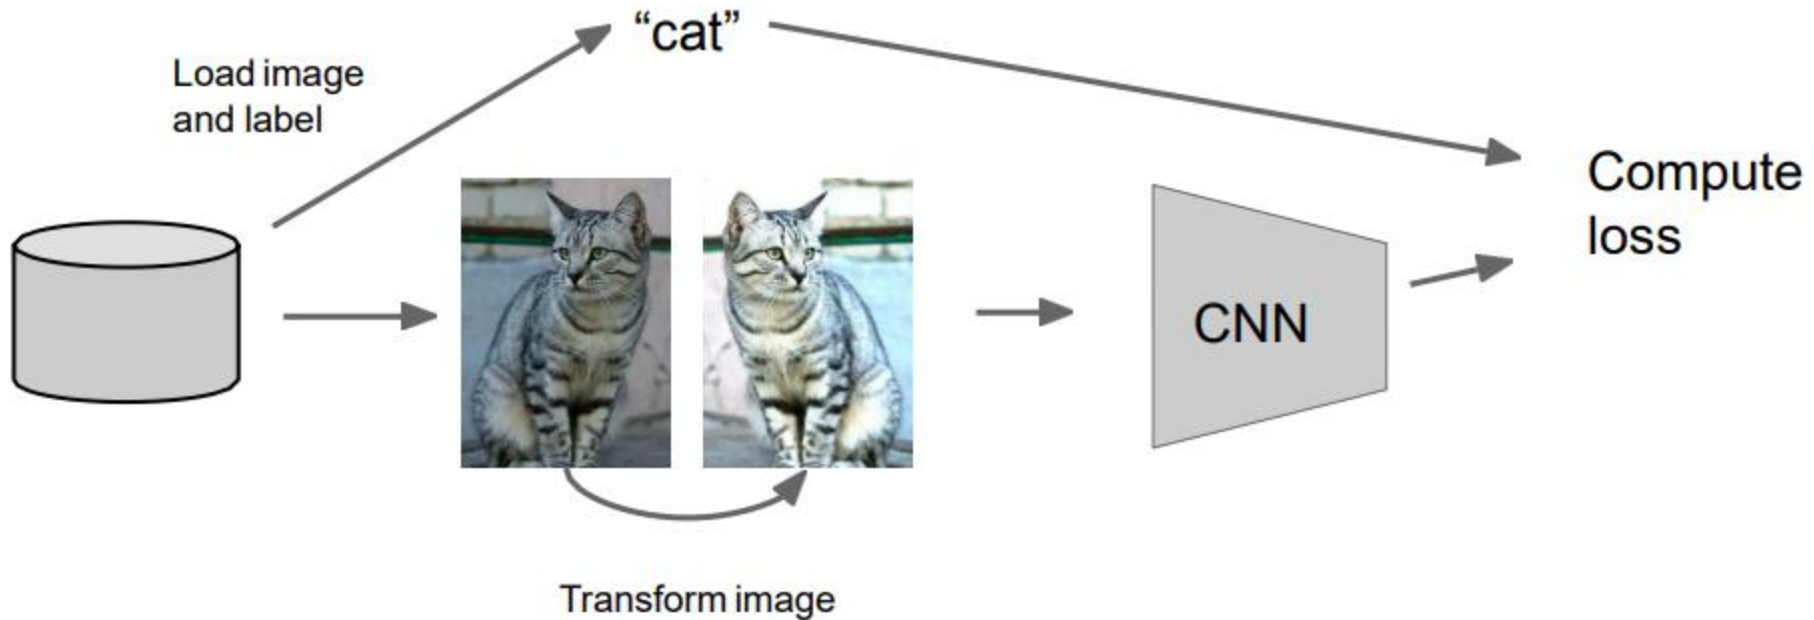 “cat”
Load image
and label
Compute
loss
CNN
Transform image